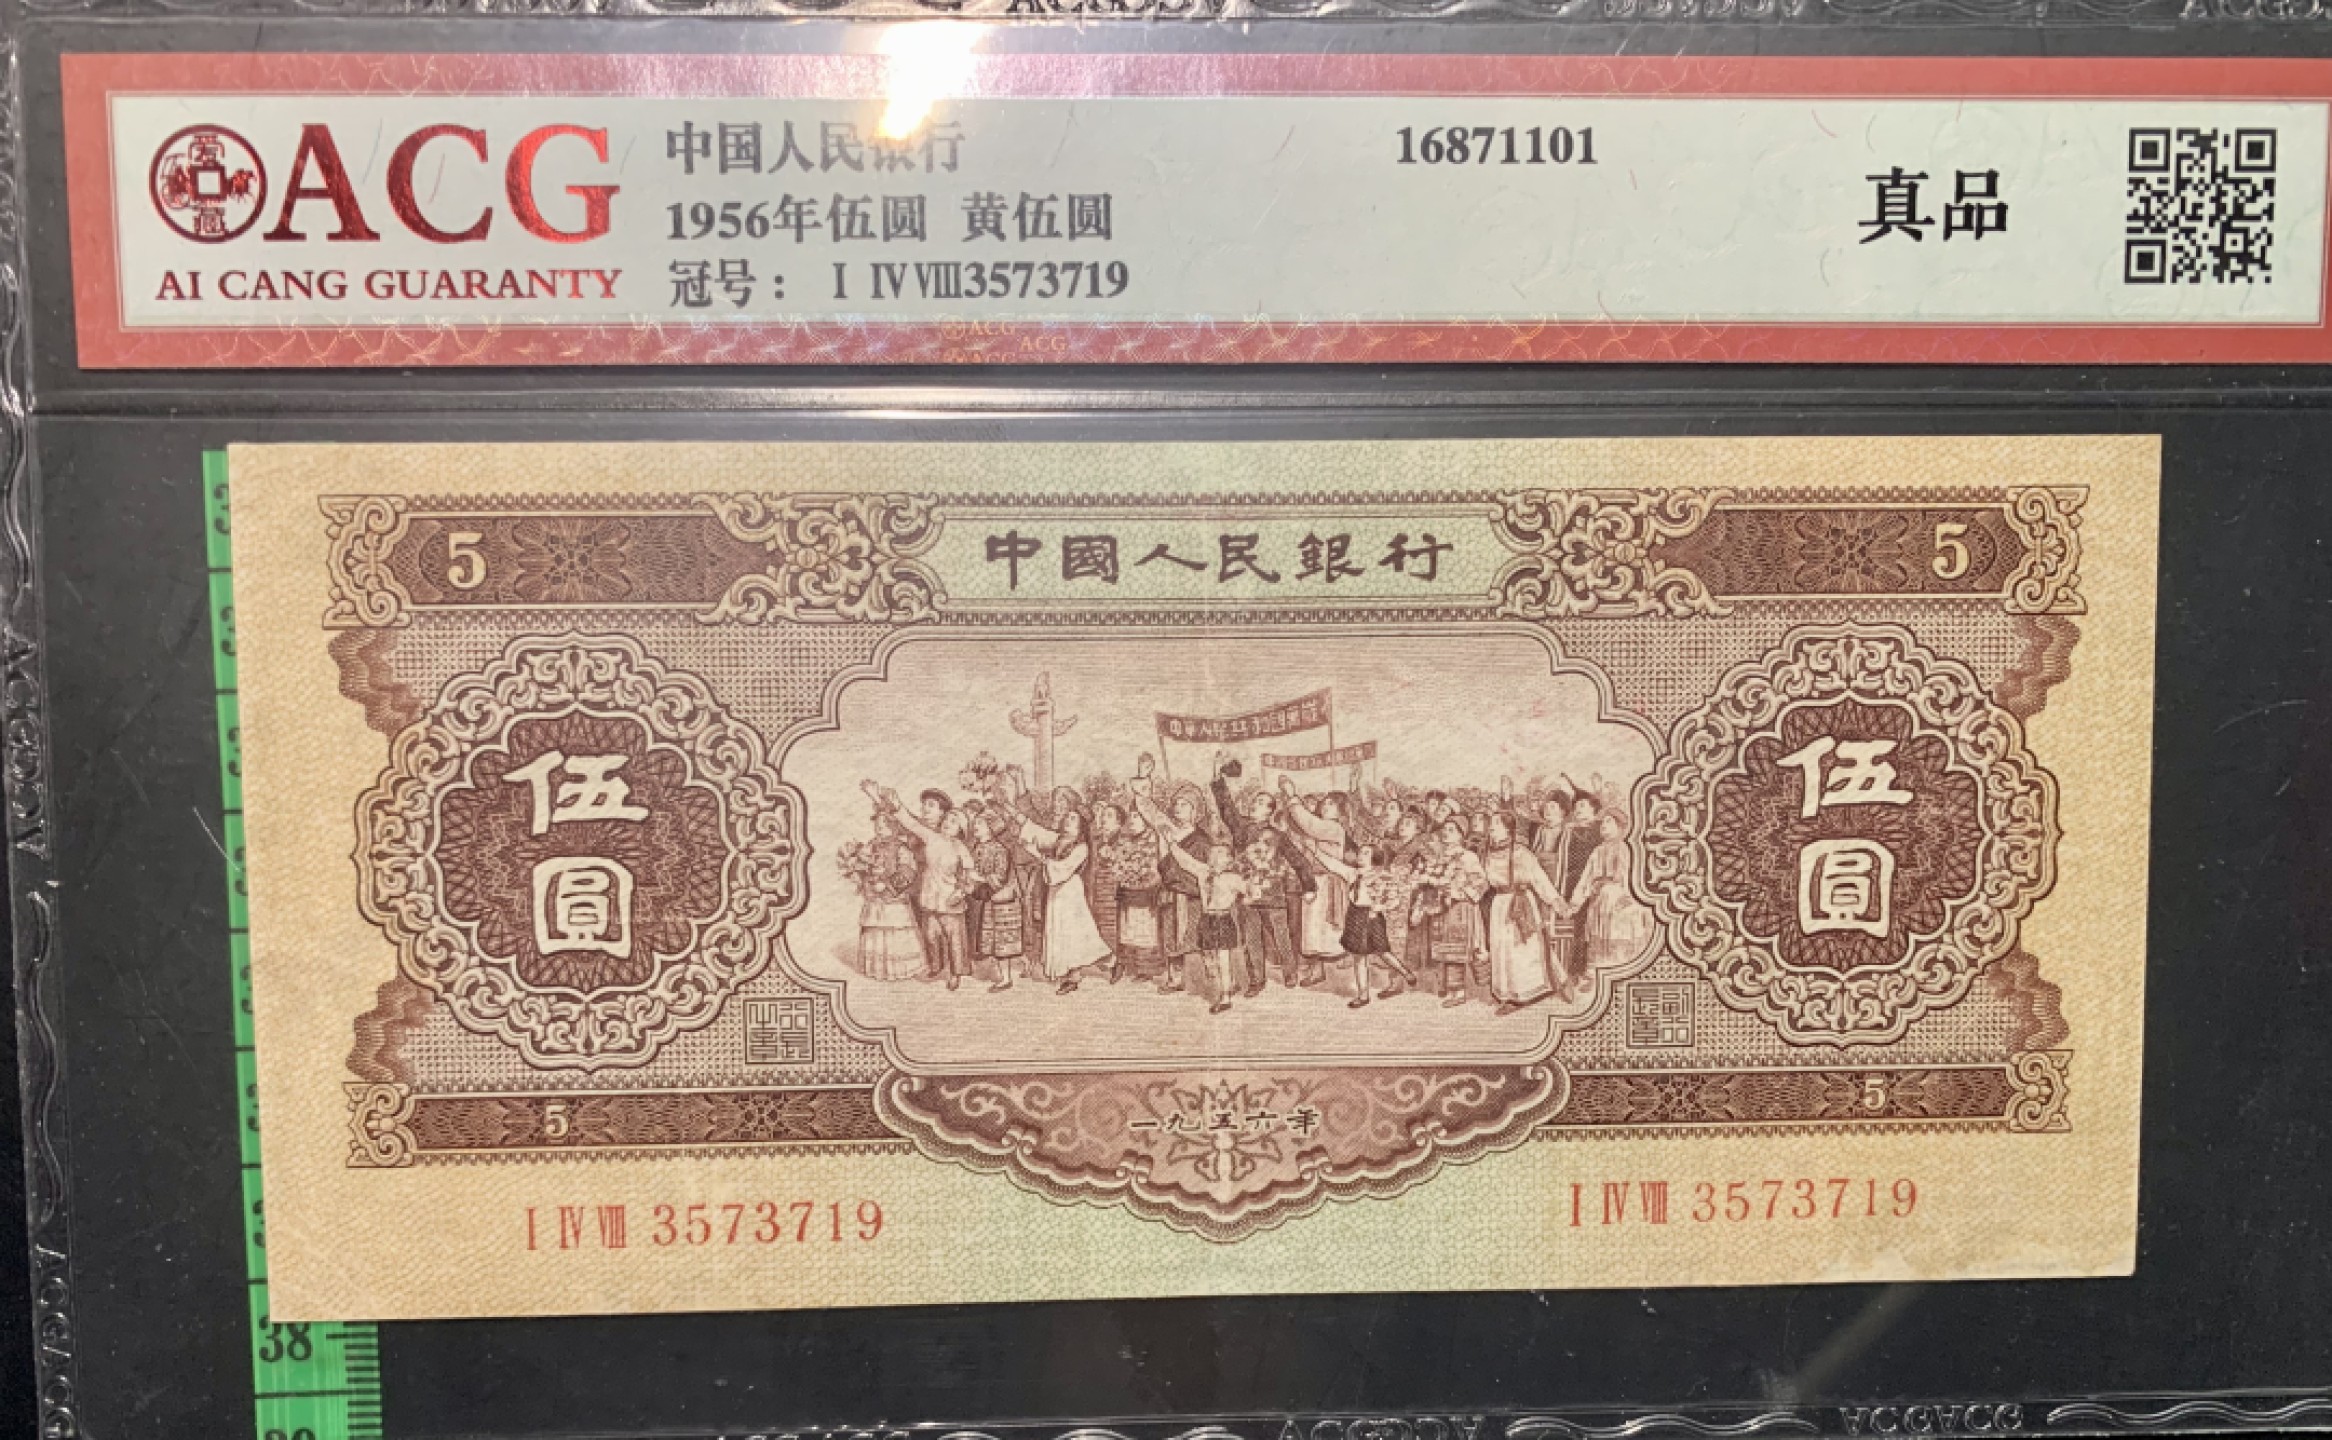 ACG
AI CANG GUARANTY
中国人民银行
1956年伍圆 黄伍圆
冠号： I IV VIII3573719
16871101
真品
ACG
ACG
5
中國人民銀行
5
伍圓
伍圓
5
一九五六年
5
I IV VIII 3573719
I IV VIII 3573719
38